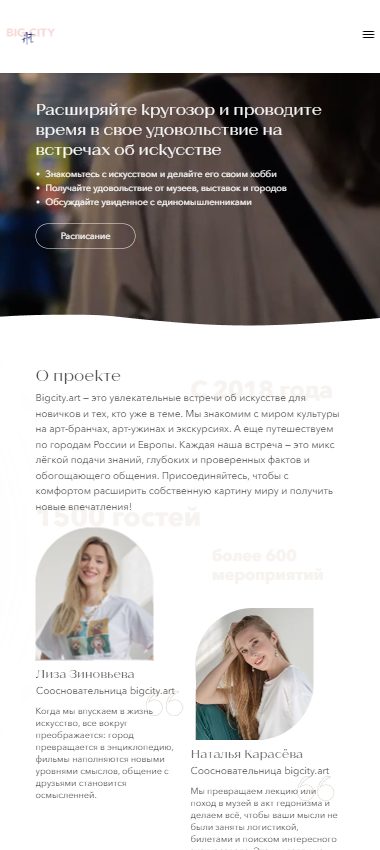 BIG CITY
Расширяйте кругозор и проводите
время в свое удовольствие на
встречах об искусстве
• Знакомьтесь с искусством и делайте его своим хобби
• Получайте удовольствие от музеев, выставок и городов
• Обсуждайте увиденное с единомышленниками
Расписание
О проекте
С 2018 года
Bigcity.art – это увлекательные встречи об искусстве для
новичков и тех, кто уже в теме. Мы знакомим с миром культуры
на арт-бранчах, арт-ужинах и экскурсиях. А еще путешествуем
по городам России и Европы. Каждая наша встреча – это микс
лёгкой подачи знаний, глубоких и проверенных фактов и
обогощающего общения. Присоединяйтесь, чтобы с
комфортом расширить собственную картину миру и получить
новые впечатления!
1500 гостей
более 600
мероприятий
Лиза Зиновьева
Сооосновательница bigcity.art
Когда мы впускаем в жизнь
искусство, все вокруг
преображается: город
превращается в энциклопедию,
фильмы наполняются новыми
уровнями смыслов, общение с
друзьями становится
осмысленней.
Наталья Карасёва
Сооосновательница bigcity.art
Мы превращаем лекцию или
поход в музей в акт гедонизма и
делаем всё, чтобы ваши мысли не
были заняты логистикой,
билетами и поиском интересного